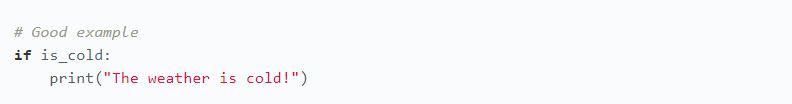 # Good example
if is_cold:
    print("The weather is cold!")